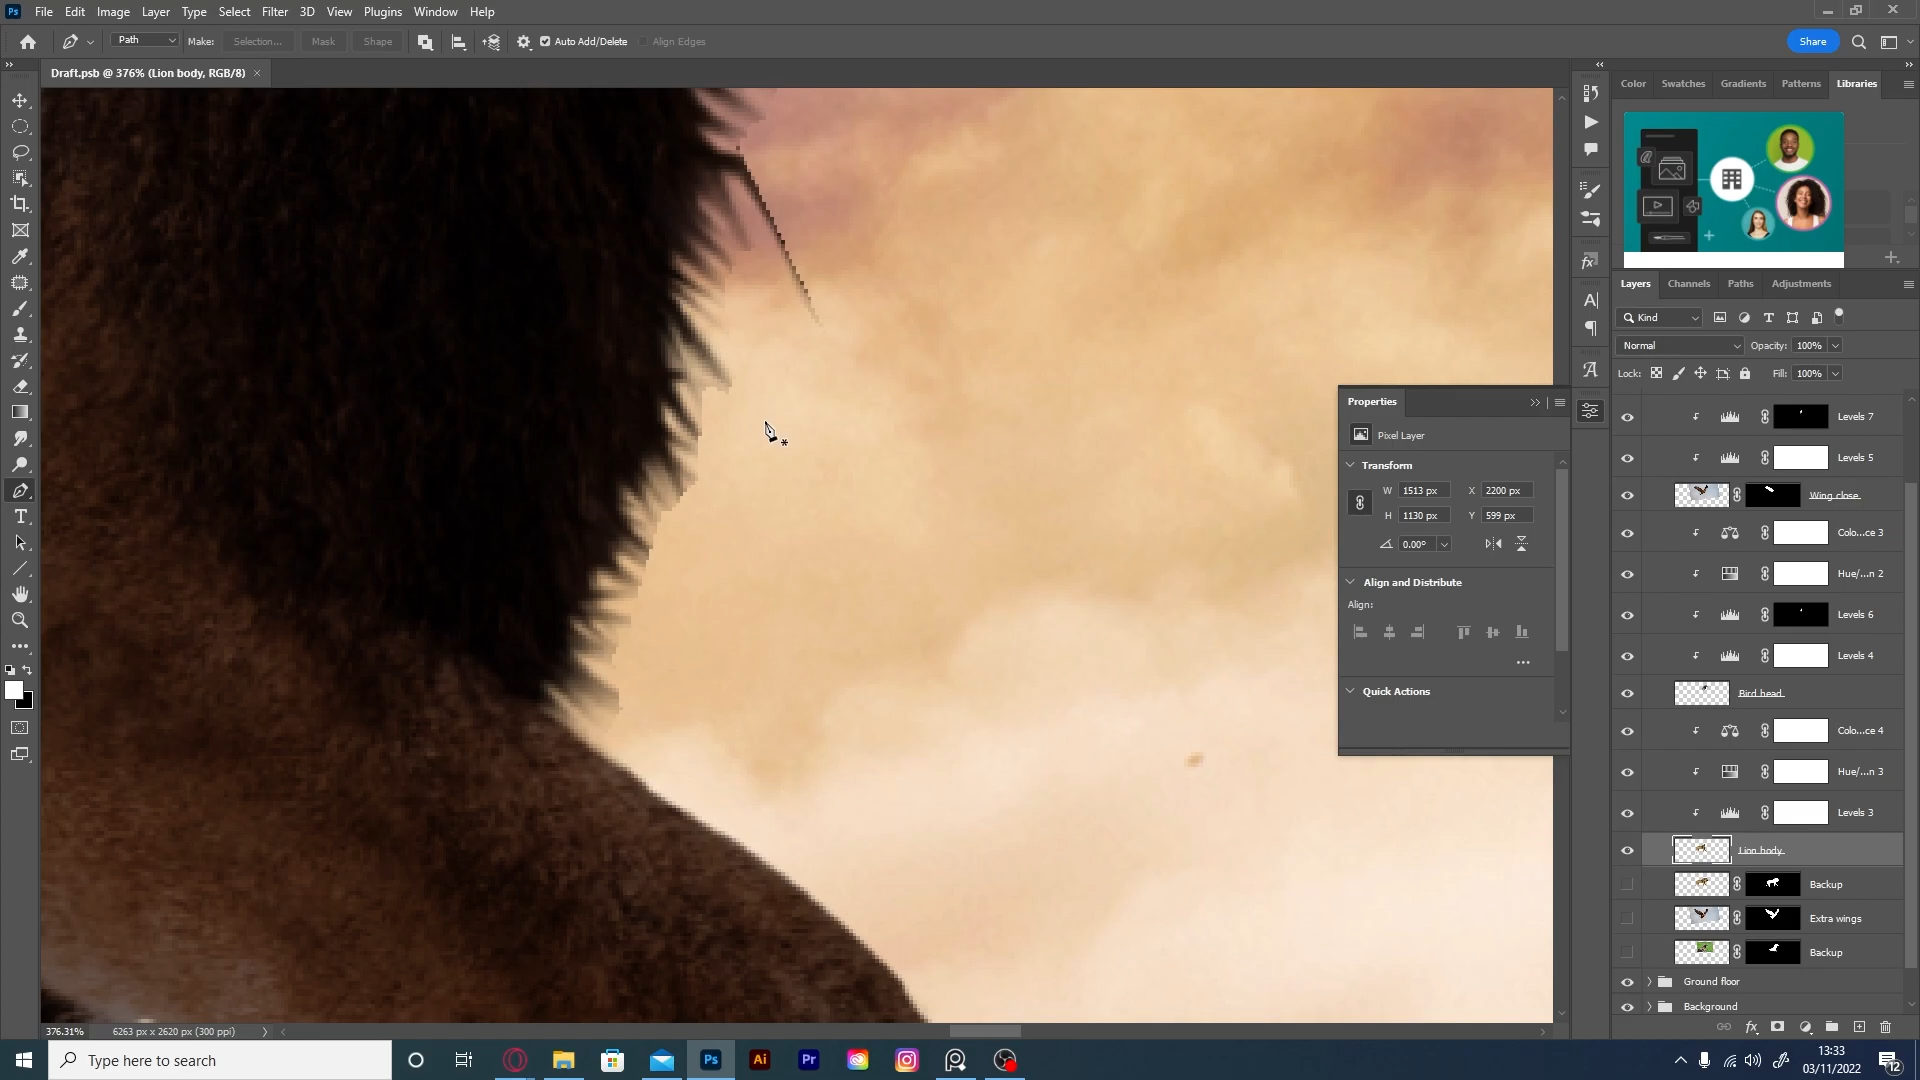 Ps File Edit Image Layer Type Select Filter 3D View Plugins Window Help
Path Make: Selection... Mask Shape Auto Add/Delete Align Edges Share
Draft.psb @ 376% (Lion body, RGB/8) ×
Color Swatches Gradients Patterns Libraries
Layers Channels Paths Adjustments
Kind
Normal Opacity: 100%
Lock: Fill: 100%
Properties
Pixel Layer
Transform
W 1513 px X 2200 px
H 1130 px Y 599 px
0.00°
Align and Distribute
Align:
Quick Actions
Levels 7
Levels 5
Wing close
Colo...ce 3
Hue/...n 2
Levels 6
Levels 4
Bird head
Colo...ce 4
Hue/...n 3
Levels 3
Lion body
Backup
Extra wings
Backup
Ground floor
Background
376.31% 6263 px x 2620 px (300 ppi)
Type here to search
Ps Ai Pr
13:33
03/11/2022
12